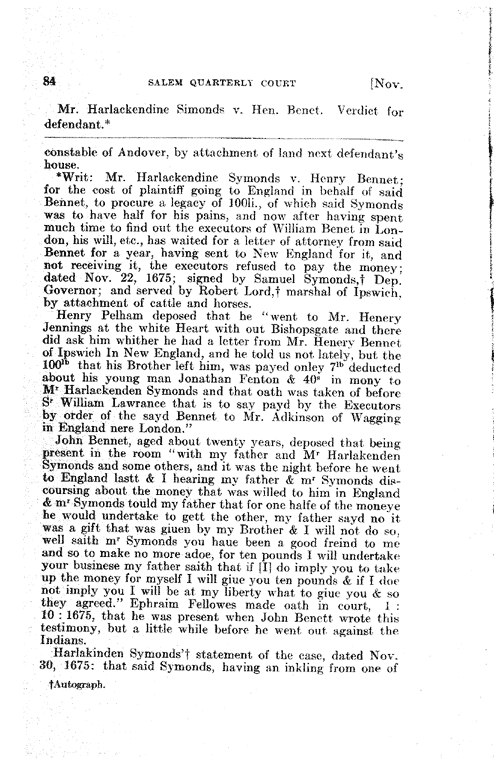 84 SALEM QUARTERLY COURT [Nov.
Mr. Harlackendine Simonds v. Hen. Benet. Verdict for
defendant.*
constable of Andover, by attachment of land next defendant's
house.
*Writ: Mr. Harlackendine Symonds v. Henry Bennet;
for the cost of plaintiff going to England in behalf of said
Bennet, to procure a legacy of 100li., of which said Symonds
was to have half for his pains, and now after having spent
much time to find out the executors of William Benet in Lon-
don, his will, etc., has waited for a letter of attorney from said
Bennet for a year, having sent to New England for it, and
not receiving it, the executors refused to pay the money;
dated Nov. 22, 1675; signed by Samuel Symonds,† Dep.
Governor; and served by Robert Lord,† marshal of Ipswich,
by attachment of cattle and horses.
Henry Pelham deposed that he "went to Mr. Henery
Jennings at the white Heart with out Bishopsgate and there
did ask him whither he had a letter from Mr. Henery Bennet
of Ipswich In New England, and he told us not lately, but the
100lb that his Brother left him, was payed onley 7lb deducted
about his young man Jonathan Fenton & 40s in mony to
Mr Harlackenden Symonds and that oath was taken of before
Sr William Lawrance that is to say payd by the Executors
by order of the sayd Bennet to Mr. Adkinson of Wagging
in England nere London."
John Bennet, aged about twenty years, deposed that being
present in the room "with my father and Mr Harlakenden
Symonds and some others, and it was the night before he went
to England lastt & I hearing my father & mr Symonds dis-
coursing about the money that was willed to him in England
& mr Symonds tould my father that for one halfe of the moneye
he would undertake to gett the other, my father sayd no it
was a gift that was giuen by my Brother & I will not do so,
well saith mr Symonds you haue been a good freind to me
and so to make no more adoe, for ten pounds I will undertake
your businese my father saith that if [I] do imply you to take
up the money for myself I will giue you ten pounds & if I doe
not imply you I will be at my liberty what to giue you & so
they agreed." Ephraim Fellowes made oath in court, 1 :
10 : 1675, that he was present when John Benett wrote this
testimony, but a little while before he went out against the
Indians.
Harlakinden Symonds'† statement of the case, dated Nov.
30, 1675: that said Symonds, having an inkling from one of
†Autograph.